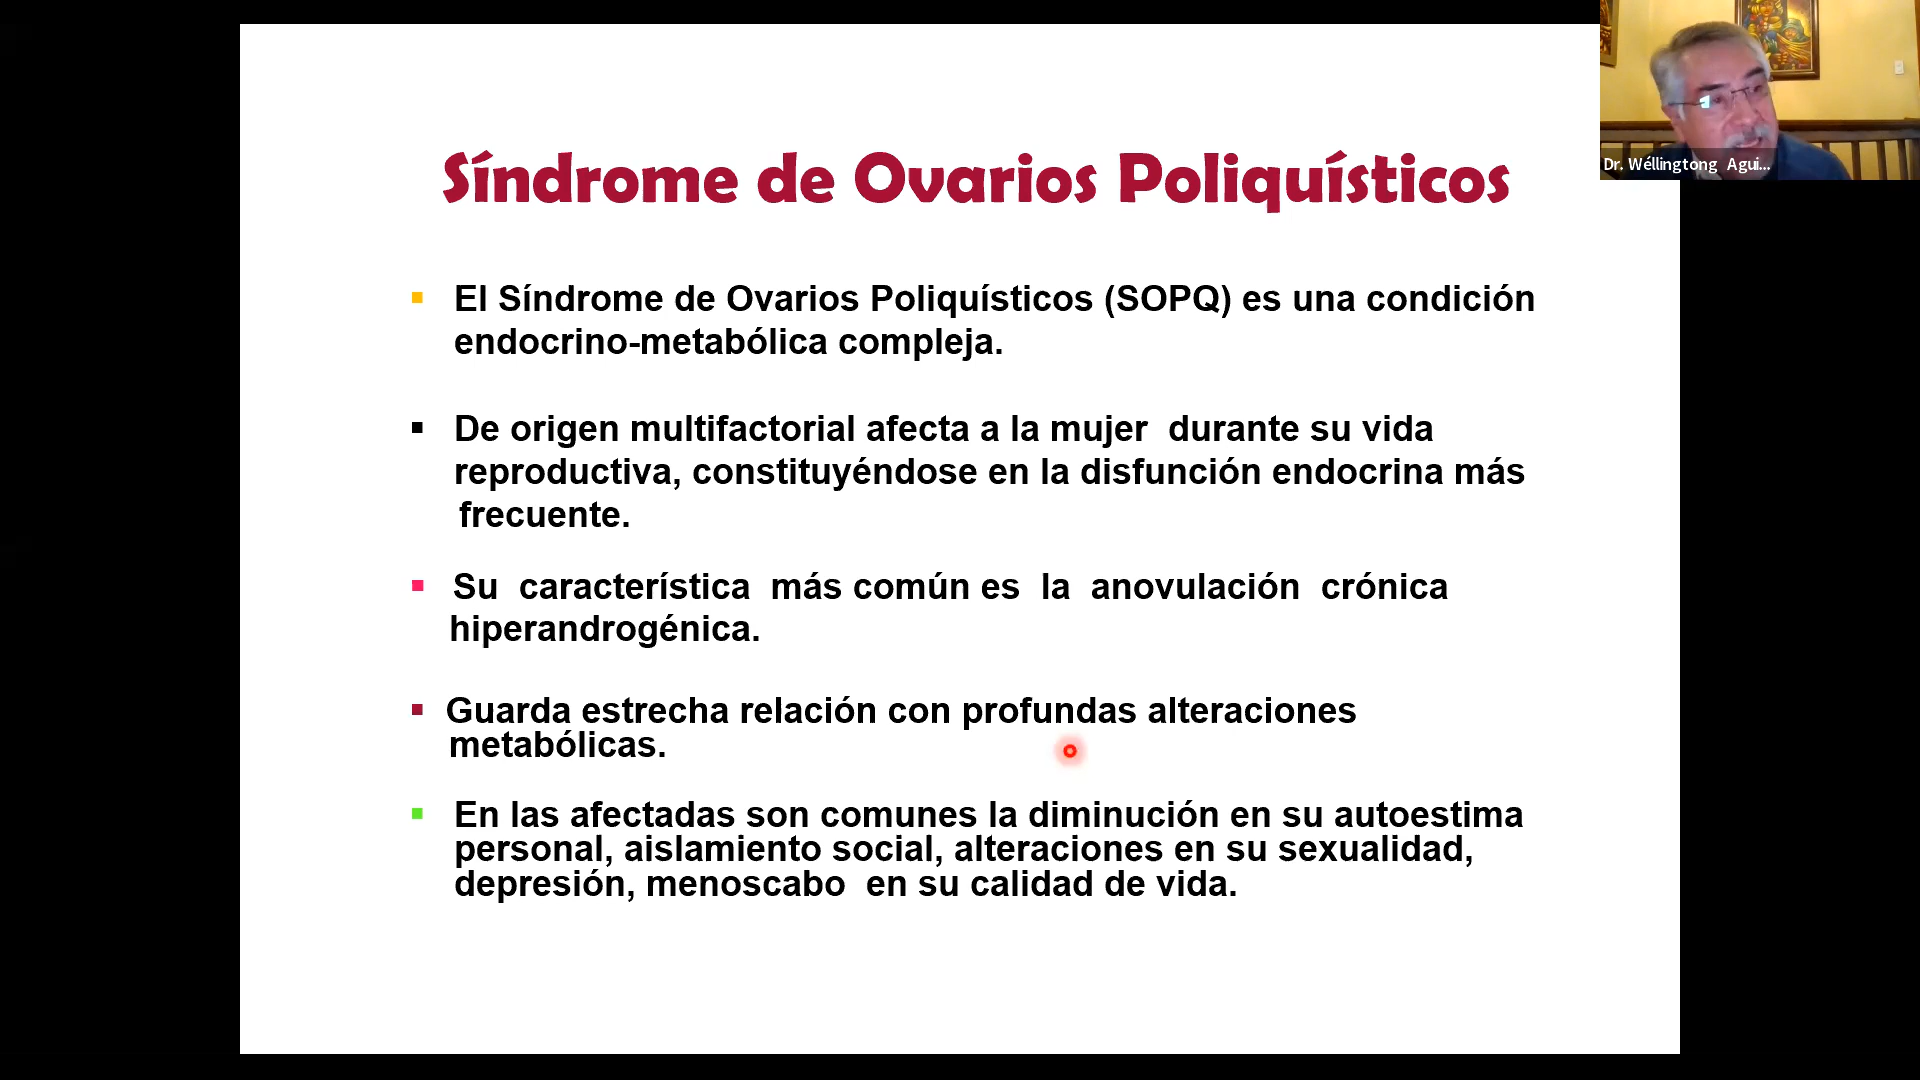 Síndrome de Ovarios Poliquísticos
El Síndrome de Ovarios Poliquísticos (SOPQ) es una condición
endocrino-metabólica compleja.
De origen multifactorial afecta a la mujer durante su vida
reproductiva, constituyéndose en la disfunción endocrina más
frecuente.
Su característica más común es la anovulación crónica
hiperandrogénica.
Guarda estrecha relación con profundas alteraciones
metabólicas.
En las afectadas son comunes la diminución en su autoestima
personal, aislamiento social, alteraciones en su sexualidad,
depresión, menoscabo en su calidad de vida.
Dr. Wéllingtong Agui...